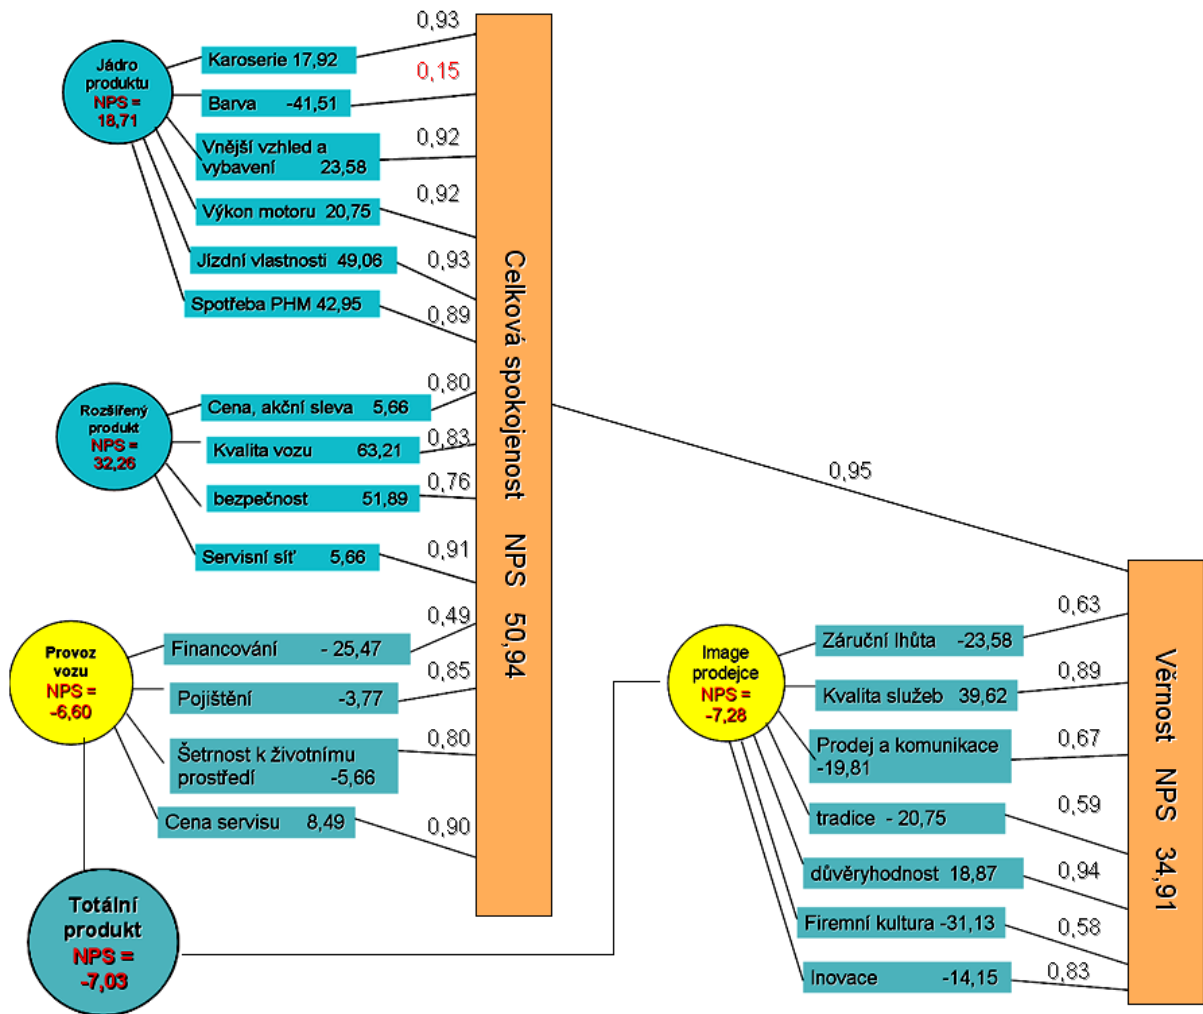 Jádro
produktu
NPS =
18,71
Karoserie 17,92
0,93
Barva -41,51
0,15
Vnější vzhled a
vybavení 23,58
0,92
Výkon motoru 20,75
0,92
Jízdní vlastnosti 49,06
0,93
Spotřeba PHM 42,95
0,89
Rozšířený
produkt
NPS =
32,26
Cena, akční sleva 5,66
0,80
Kvalita vozu 63,21
0,83
bezpečnost 51,89
0,76
Servisní síť 5,66
0,91
Provoz
vozu
NPS =
-6,60
Financování - 25,47
0,49
Pojištění -3,77
0,85
Šetrnost k životnímu
prostředí -5,66
0,80
Cena servisu 8,49
0,90
Totální
produkt
NPS =
-7,03
Celková spokojenost NPS 50,94
0,95
Image
prodejce
NPS =
-7,28
Záruční lhůta -23,58
0,63
Kvalita služeb 39,62
0,89
Prodej a komunikace
-19,81
0,67
tradice - 20,75
0,59
důvěryhodnost 18,87
0,94
Firemní kultura -31,13
0,58
Inovace -14,15
0,83
Věrnost NPS 34,91